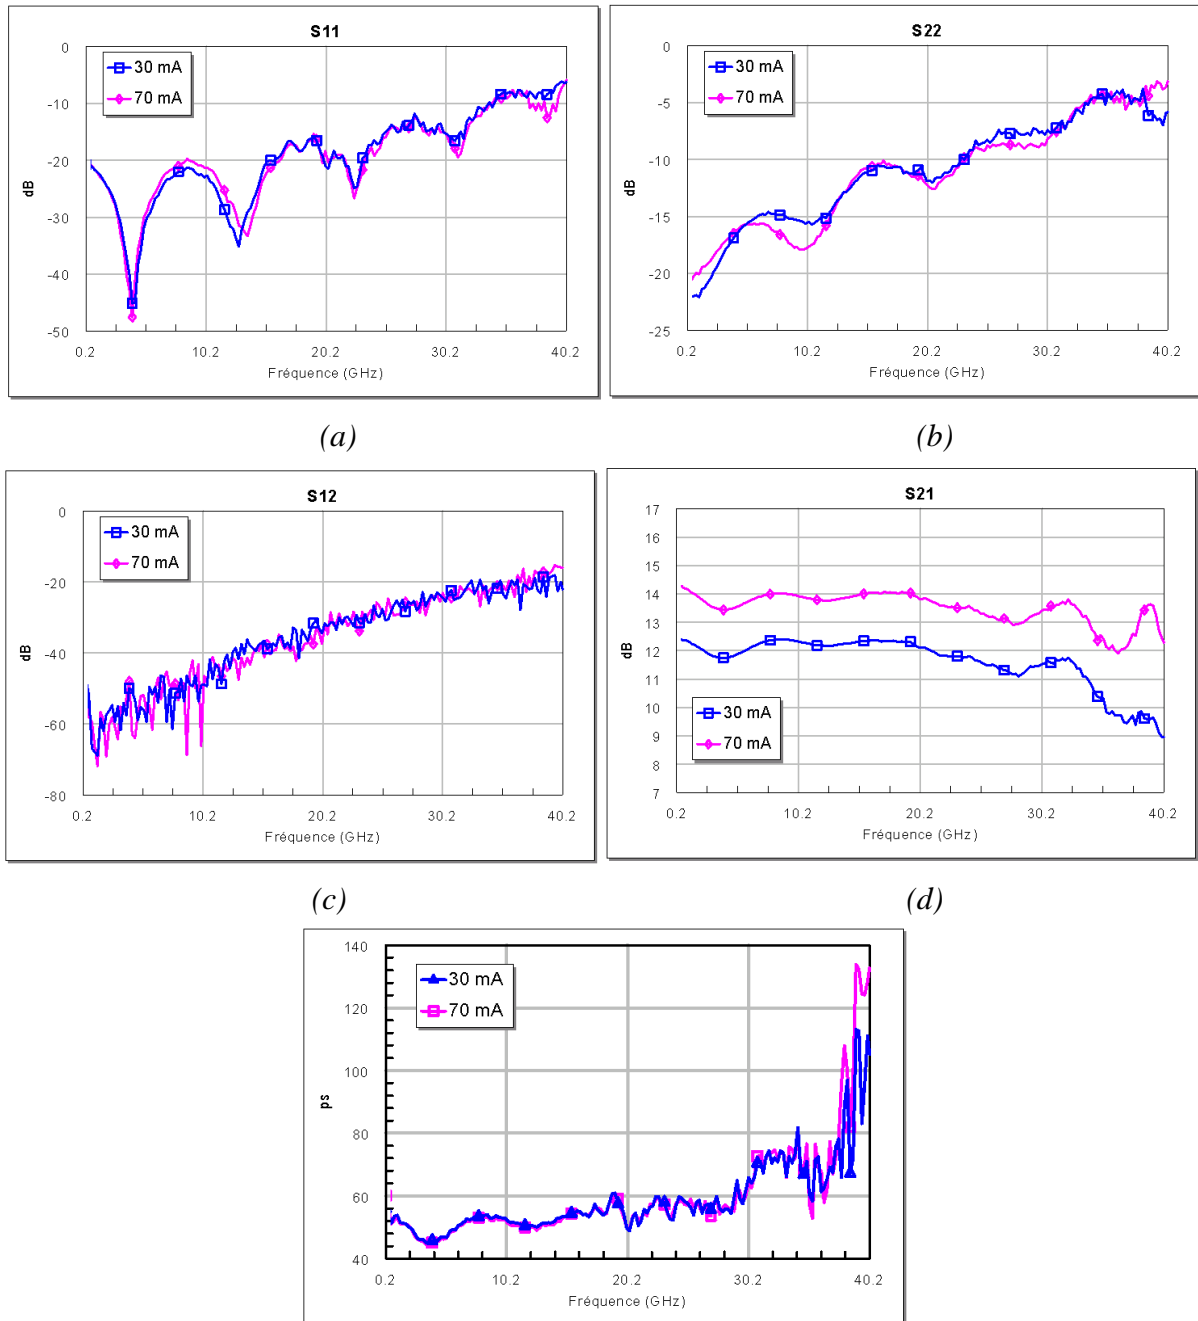 S11
0
-10
-20
-30
-40
-50
dB
30 mA
70 mA
0.2 10.2 20.2 30.2 40.2
Fréquence (GHz)
(a)
S22
0
-5
-10
-15
-20
-25
dB
30 mA
70 mA
0.2 10.2 20.2 30.2 40.2
Fréquence (GHz)
(b)
S12
0
-20
-40
-60
-80
dB
30 mA
70 mA
0.2 10.2 20.2 30.2 40.2
Fréquence (GHz)
(c)
S21
17
16
15
14
13
12
11
10
9
8
7
dB
30 mA
70 mA
0.2 10.2 20.2 30.2 40.2
Fréquence (GHz)
(d)
140
120
100
80
60
40
ps
30 mA
70 mA
0.2 10.2 20.2 30.2 40.2
Fréquence (GHz)